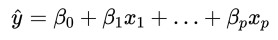 ŷ = β₀ + β₁x₁ + … + βₚxₚ